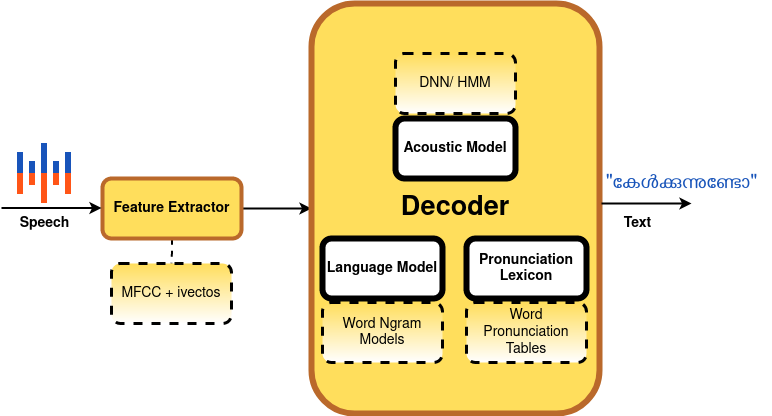 Speech
Feature Extractor
MFCC + ivectos
DNN/ HMM
Acoustic Model
Decoder
Language Model
Word Ngram
Models
Pronunciation
Lexicon
Word
Pronunciation
Tables
"കേൾക്കുന്നുണ്ടോ"
Text